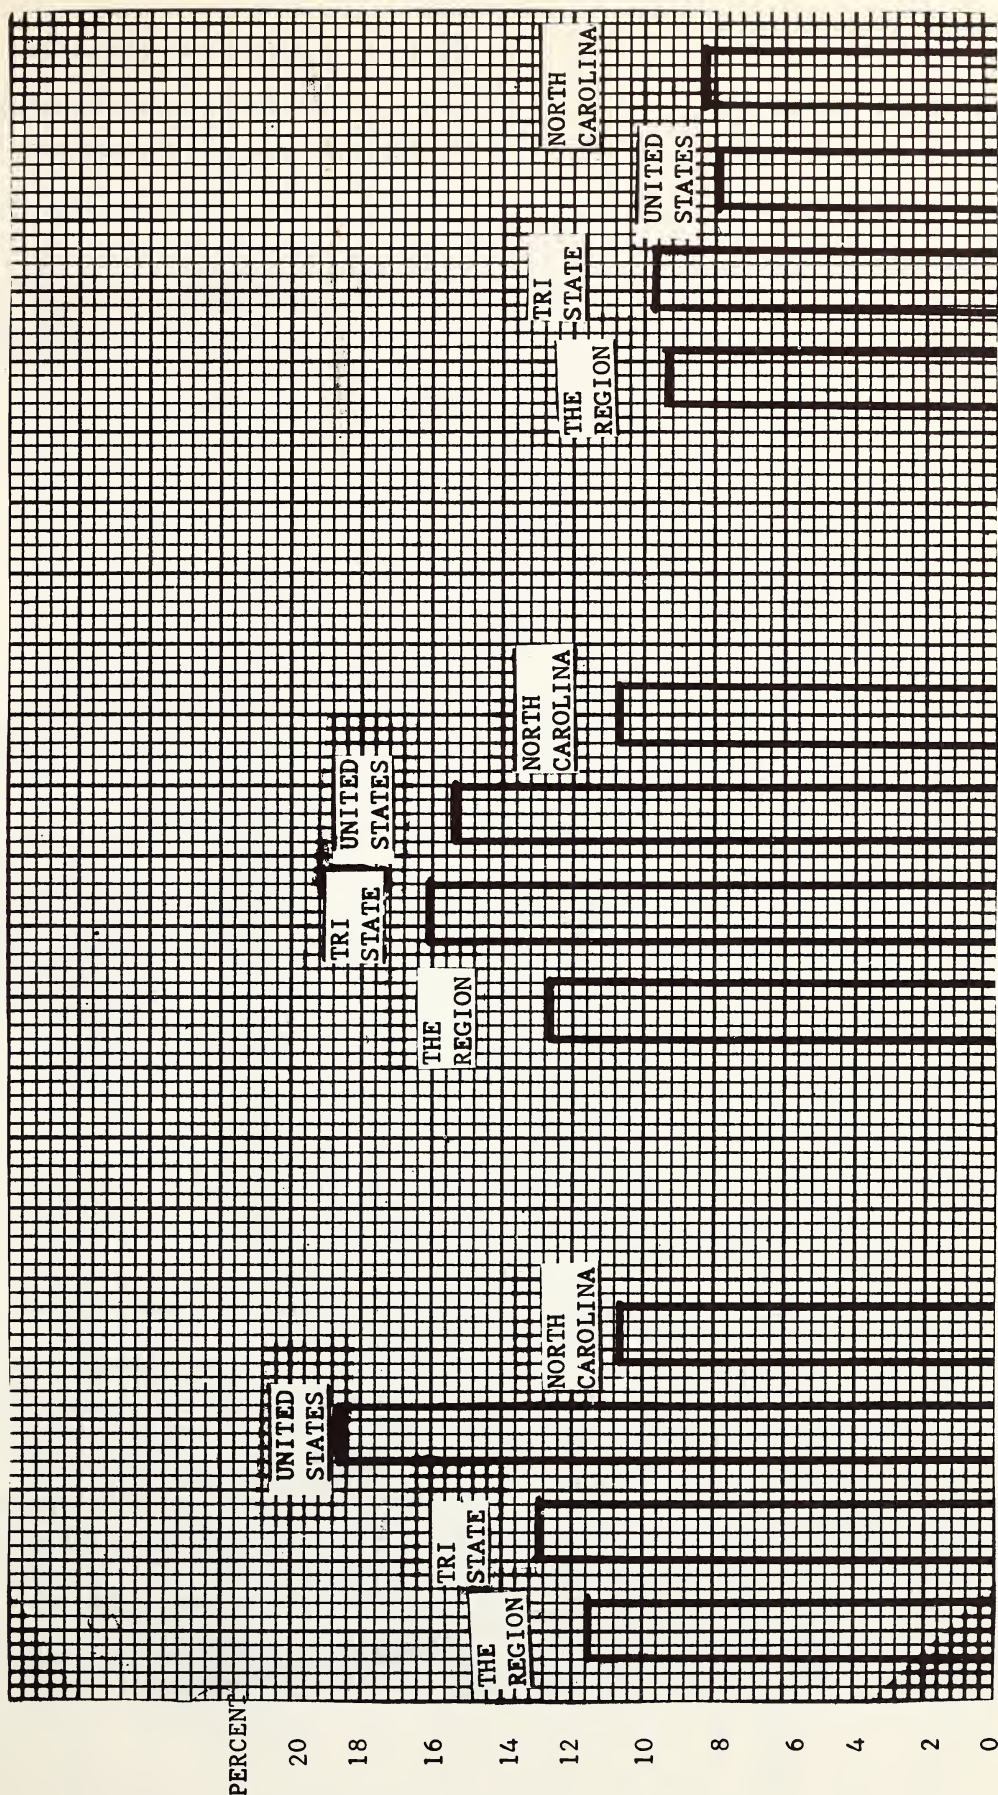 PERCENT
20
18
16
14
12
10
8
6
4
2
0
THE
REGION
TRI
STATE
UNITED
STATES
NORTH
CAROLINA
THE
REGION
TRI
STATE
UNITED
STATES
NORTH
CAROLINA
THE
REGION
TRI
STATE
UNITED
STATES
NORTH
CAROLINA